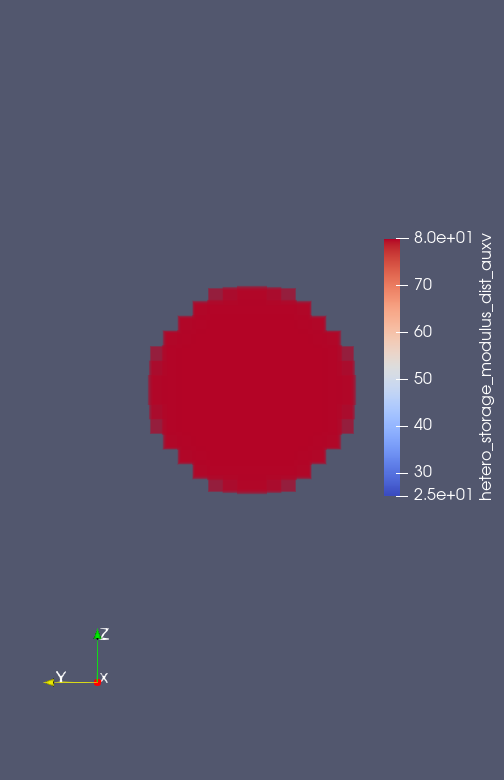 8.0e+01
70
60
50
40
30
2.5e+01
hetero_storage_modulus_dist_auxv
Z
Y
X